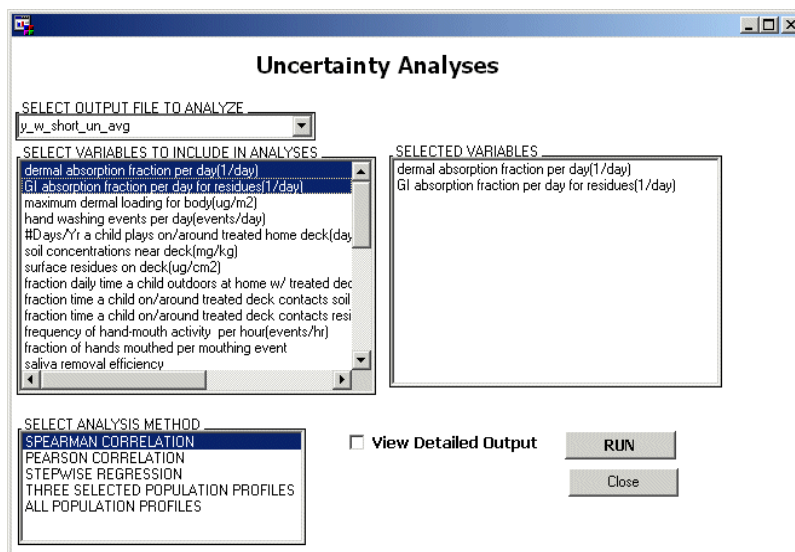 Uncertainty Analyses
SELECT OUTPUT FILE TO ANALYZE
y_w_short_un_avg
SELECT VARIABLES TO INCLUDE IN ANALYSES
dermal absorption fraction per day(1/day)
GI absorption fraction per day for residues(1/day)
maximum dermal loading for body(ug/m2)
hand washing events per day(events/day)
#Days/Yr a child plays on/around treated home deck(day
soil concentrations near deck(mg/kg)
surface residues on deck(ug/cm2)
fraction daily time a child outdoors at home w/ treated dec
fraction time a child on/around treated deck contacts soil
fraction time a child on/around treated deck contacts resi
frequency of hand-mouth activity per hour(events/hr)
fraction of hands mouthed per mouthing event
saliva removal efficiency
SELECTED VARIABLES
dermal absorption fraction per day(1/day)
GI absorption fraction per day for residues(1/day)
SELECT ANALYSIS METHOD
SPEARMAN CORRELATION
PEARSON CORRELATION
STEPWISE REGRESSION
THREE SELECTED POPULATION PROFILES
ALL POPULATION PROFILES
View Detailed Output
RUN
Close